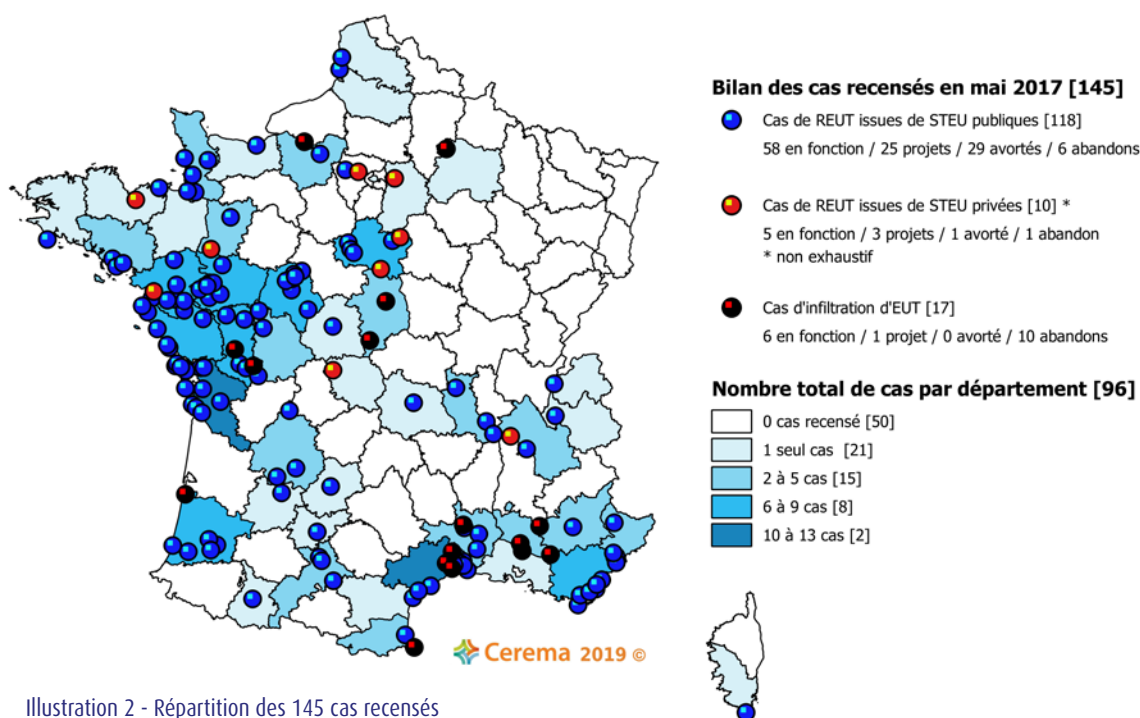 Bilan des cas recensés en mai 2017 [145]
Cas de REUT issues de STEU publiques [118]
58 en fonction / 25 projets / 29 avortés / 6 abandons
Cas de REUT issues de STEU privées [10] *
5 en fonction / 3 projets / 1 avorté / 1 abandon
* non exhaustif
Cas d'infiltration d'EUT [17]
6 en fonction / 1 projet / 0 avorté / 10 abandons
Nombre total de cas par département [96]
0 cas recensé [50]
1 seul cas [21]
2 à 5 cas [15]
6 à 9 cas [8]
10 à 13 cas [2]
Cerema 2019 ©
Illustration 2 - Répartition des 145 cas recensés